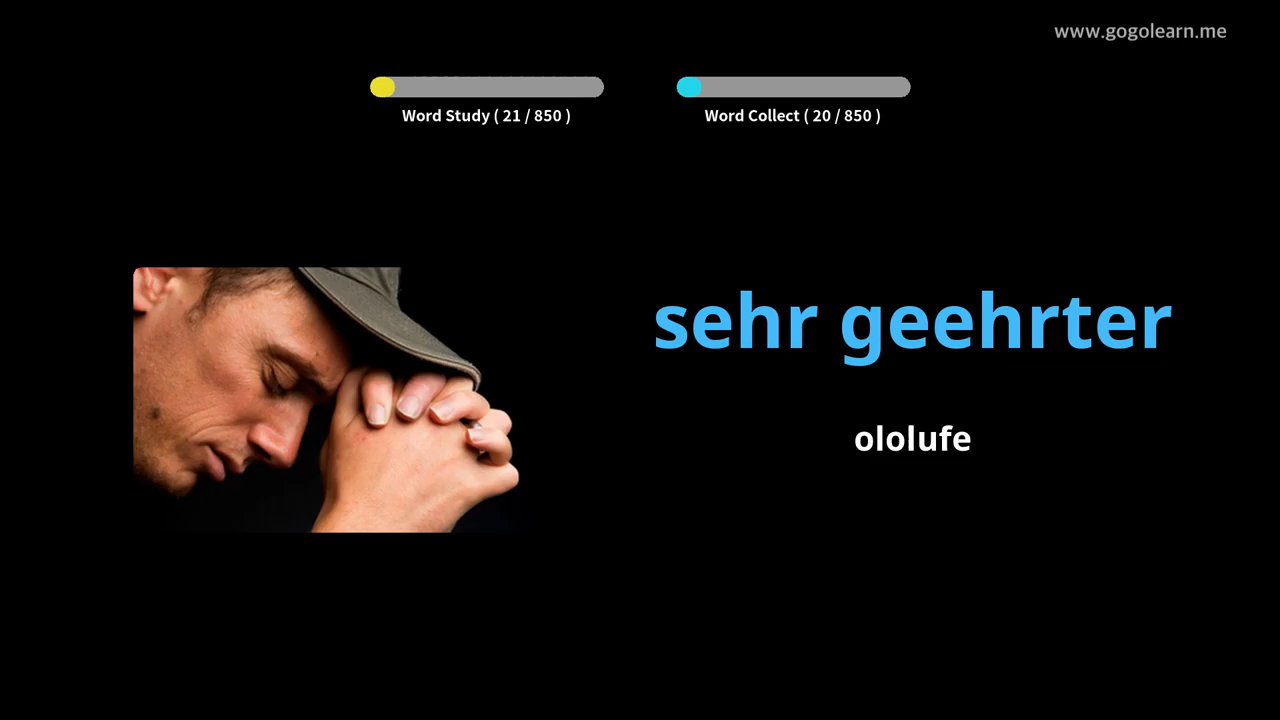 www.gogolearn.me
Word Study ( 21 / 850 )
Word Collect ( 20 / 850 )
sehr geehrter
ololufe